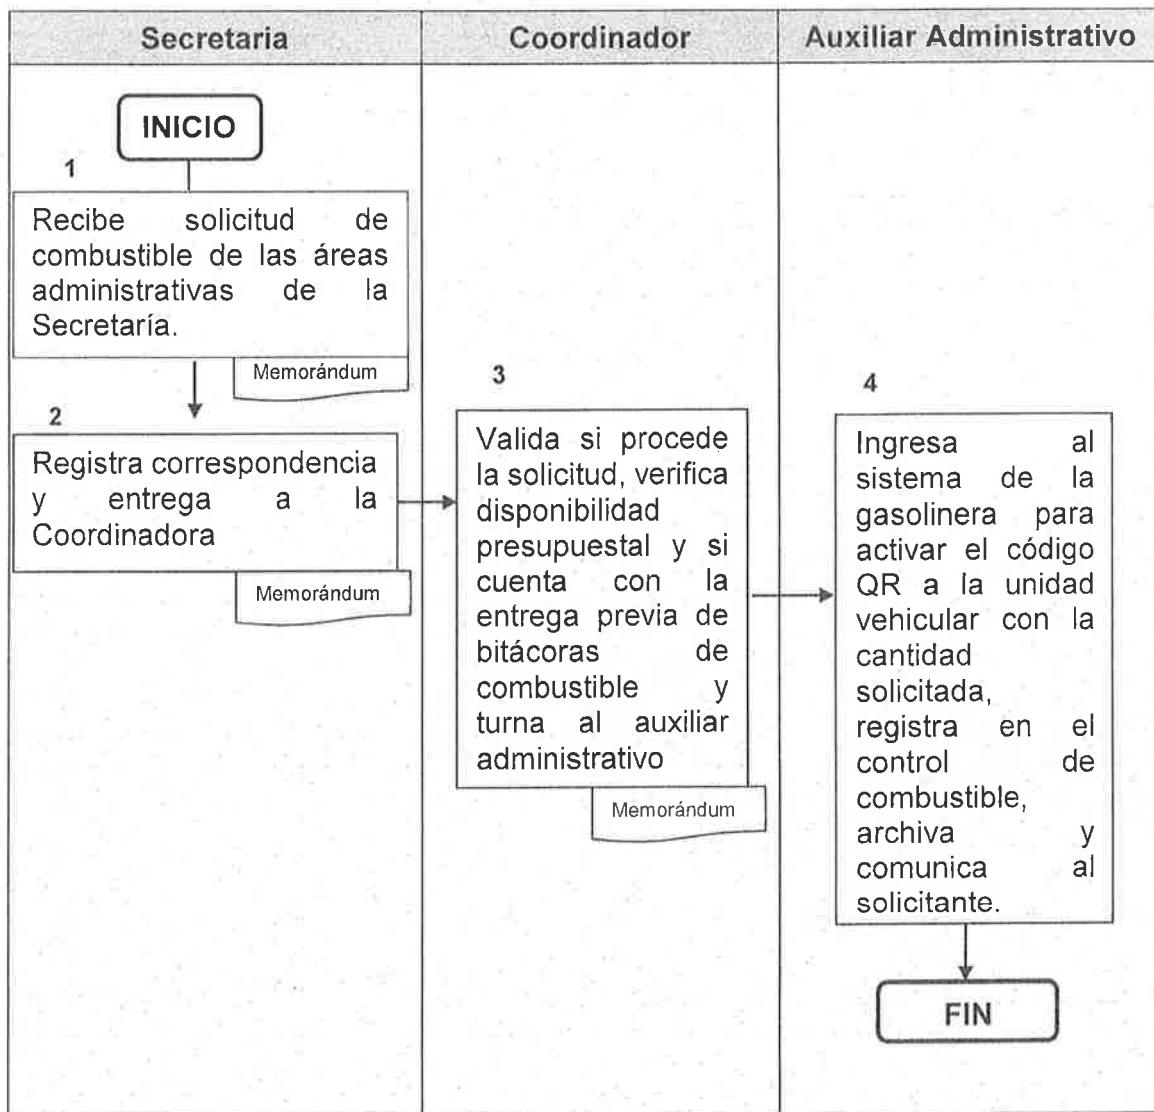 Secretaria
Coordinador
Auxiliar Administrativo
INICIO
1
Recibe solicitud de
combustible de las áreas
administrativas de la
Secretaría.
Memorándum
2
Registra correspondencia
y entrega a la
Coordinadora
Memorándum
3
Valida si procede
la solicitud, verifica
disponibilidad
presupuestal y si
cuenta con la
entrega previa de
bitácoras de
combustible y
turna al auxiliar
administrativo
Memorándum
4
Ingresa al
sistema de la
gasolinera para
activar el código
QR a la unidad
vehicular con la
cantidad
solicitada,
registra en el
control de
combustible,
archiva y
comunica al
solicitante.
FIN